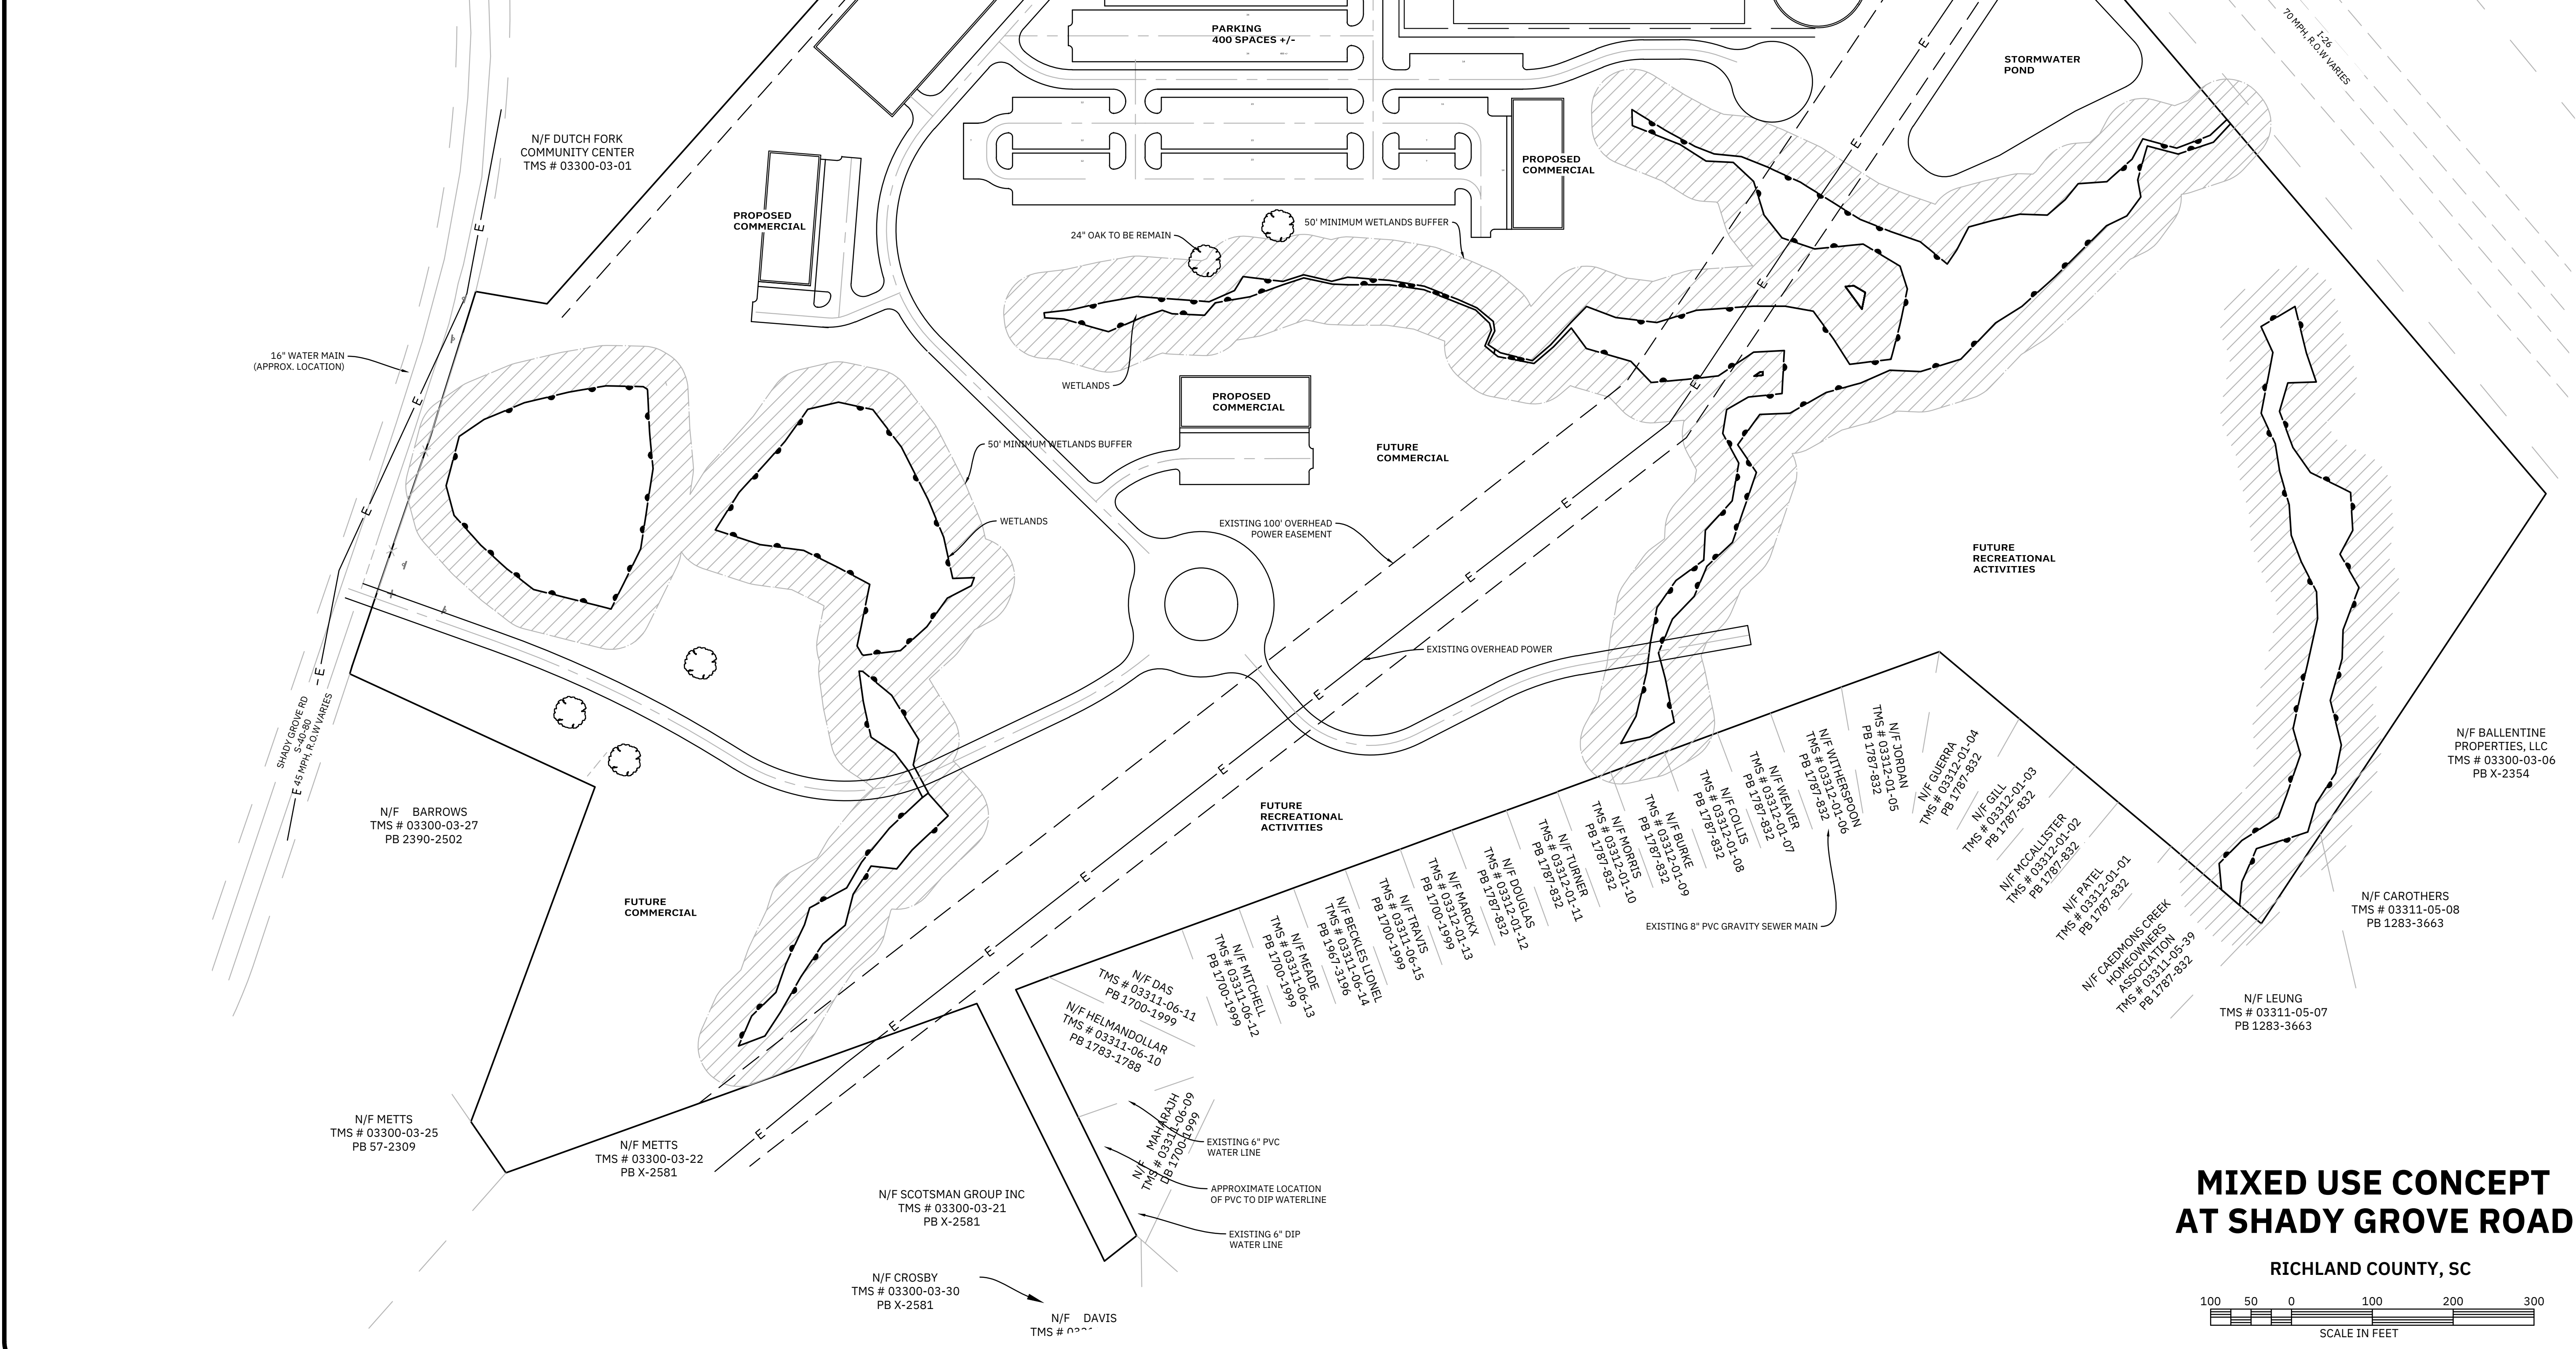 PARKING
400 SPACES +/-
STORMWATER
POND
I-26
70 MPH, R.O.W VARIES
N/F DUTCH FORK
COMMUNITY CENTER
TMS # 03300-03-01
PROPOSED
COMMERCIAL
PROPOSED
COMMERCIAL
24" OAK TO BE REMAIN
50' MINIMUM WETLANDS BUFFER
E
E
E
E
E
16" WATER MAIN
(APPROX. LOCATION)
WETLANDS
PROPOSED
COMMERCIAL
E
E
50' MINIMUM WETLANDS BUFFER
FUTURE
COMMERCIAL
WETLANDS
EXISTING 100' OVERHEAD
POWER EASEMENT
E
E
FUTURE
RECREATIONAL
ACTIVITIES
EXISTING OVERHEAD POWER
E
E
E
E
E
E
E
E
SHADY GROVE RD
S-40-80
45 MPH, R.O.W VARIES
N/F BARROWS
TMS # 03300-03-27
PB 2390-2502
FUTURE
COMMERCIAL
FUTURE
RECREATIONAL
ACTIVITIES
N/F BALLENTINE
PROPERTIES, LLC
TMS # 03300-03-06
PB X-2354
N/F JORDAN
TMS # 03312-01-05
PB 1787-832
N/F WITHERSPOON
TMS # 03312-01-06
PB 1787-832
N/F WEAVER
TMS # 03312-01-07
PB 1787-832
N/F COLLIS
TMS # 03312-01-08
PB 1787-832
N/F BURKE
TMS # 03312-01-09
PB 1787-832
N/F MORRIS
TMS # 03312-01-10
PB 1787-832
N/F TURNER
TMS # 03312-01-11
PB 1787-832
N/F DOUGLAS
TMS # 03312-01-12
PB 1787-832
N/F MARCKX
TMS # 03312-01-13
PB 1700-1999
N/F TRAVIS
TMS # 03311-06-15
PB 1700-1999
N/F BECKLES LIONEL
TMS # 03311-06-14
PB 1967-3196
N/F MEADE
TMS # 03311-06-13
PB 1700-1999
N/F MITCHELL
TMS # 03311-06-12
PB 1700-1999
N/F DAS
TMS # 03311-06-11
PB 1700-1999
N/F HELMANDOLLAR
TMS # 03311-06-10
PB 1783-1788
N/F MAHARAJH
TMS # 03311-06-09
DB 1700-1999
N/F GUERRA
TMS # 03312-01-04
PB 1787-832
N/F GILL
TMS # 03312-01-03
PB 1787-832
N/F MCCALLISTER
TMS # 03312-01-02
PB 1787-832
N/F PATEL
TMS # 03312-01-01
PB 1787-832
N/F CAEDMONS CREEK
HOMEOWNERS
ASSOCIATION
TMS # 03311-05-39
PB 1787-832
EXISTING 8" PVC GRAVITY SEWER MAIN
N/F CAROTHERS
TMS # 03311-05-08
PB 1283-3663
N/F LEUNG
TMS # 03311-05-07
PB 1283-3663
N/F METTS
TMS # 03300-03-25
PB 57-2309
N/F METTS
TMS # 03300-03-22
PB X-2581
EXISTING 6" PVC
WATER LINE
APPROXIMATE LOCATION
OF PVC TO DIP WATERLINE
EXISTING 6" DIP
WATER LINE
N/F SCOTSMAN GROUP INC
TMS # 03300-03-21
PB X-2581
N/F CROSBY
TMS # 03300-03-30
PB X-2581
N/F DAVIS
TMS #
MIXED USE CONCEPT
AT SHADY GROVE ROAD
RICHLAND COUNTY, SC
100 50 0 100 200 300
SCALE IN FEET